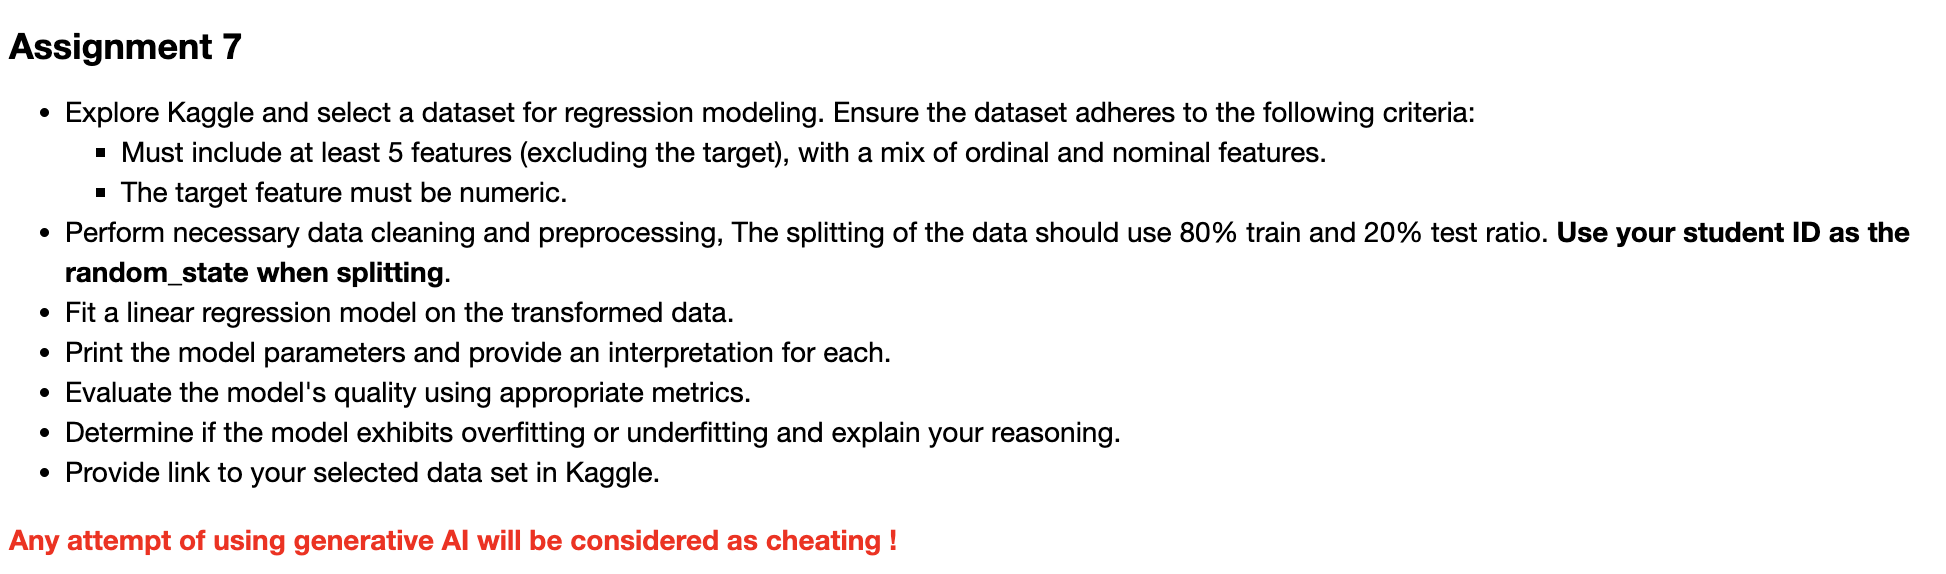 Assignment 7
• Explore Kaggle and select a dataset for regression modeling. Ensure the dataset adheres to the following criteria:
▪ Must include at least 5 features (excluding the target), with a mix of ordinal and nominal features.
▪ The target feature must be numeric.
• Perform necessary data cleaning and preprocessing, The splitting of the data should use 80% train and 20% test ratio. Use your student ID as the
random_state when splitting.
• Fit a linear regression model on the transformed data.
• Print the model parameters and provide an interpretation for each.
• Evaluate the model's quality using appropriate metrics.
• Determine if the model exhibits overfitting or underfitting and explain your reasoning.
• Provide link to your selected data set in Kaggle.
Any attempt of using generative AI will be considered as cheating !